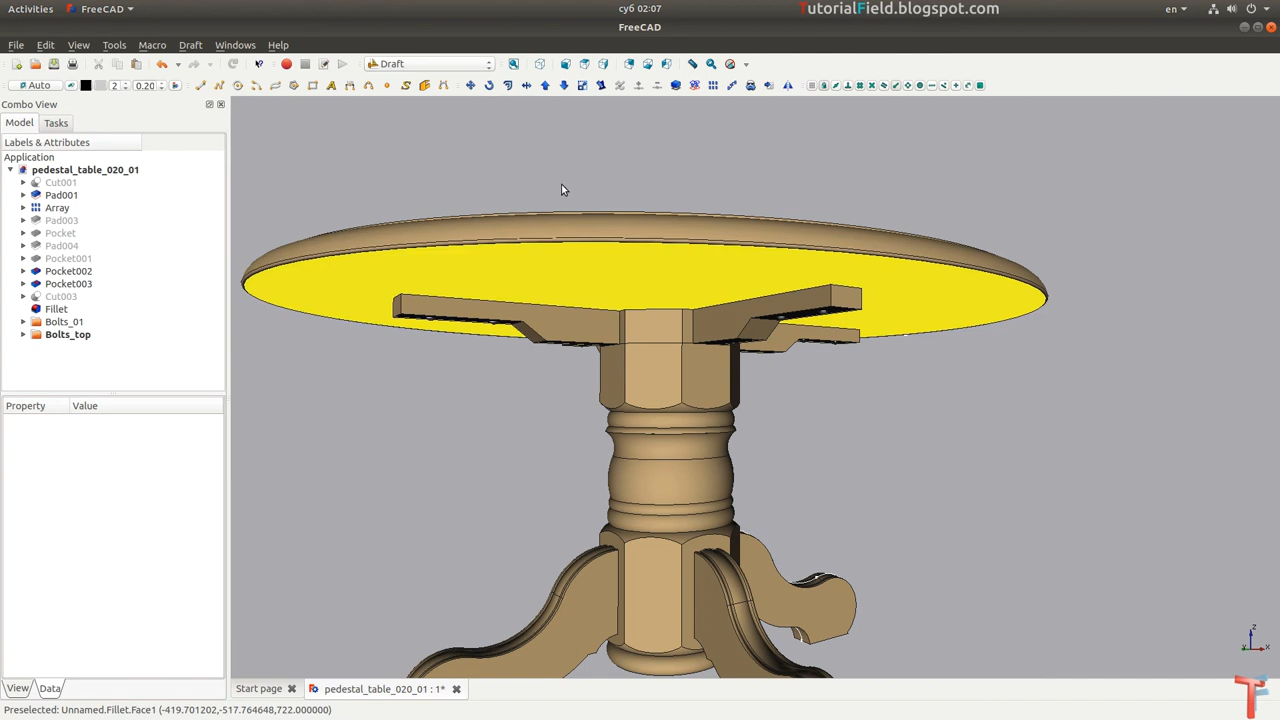 Activities FreeCAD суб 02:07 TutorialField.blogspot.com en
FreeCAD
File Edit View Tools Macro Draft Windows Help
Draft
Auto 2 0.20
Combo View
Model Tasks
Labels & Attributes
Application
pedestal_table_020_01
Cut001
Pad001
Array
Pad003
Pocket
Pad004
Pocket001
Pocket002
Pocket003
Cut003
Fillet
Bolts_01
Bolts_top
Property Value
z
y x
View Data
Start page pedestal_table_020_01 : 1*
Preselected: Unnamed.Fillet.Face1 (-419.701202,-517.764648,722.000000)